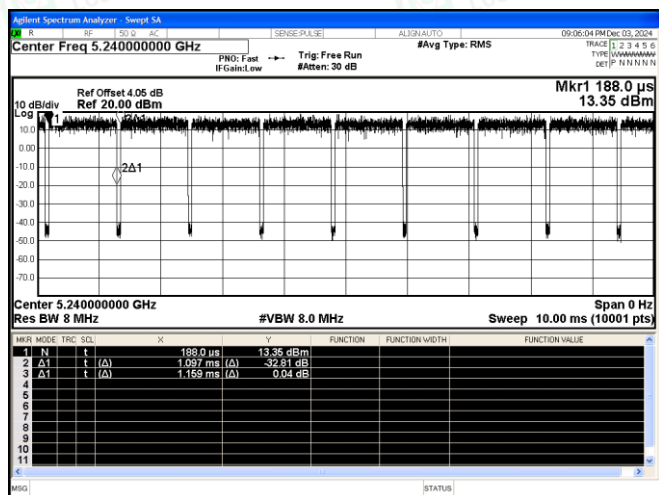 Agilent Spectrum Analyzer - Swept SA
R RF 50 Ω AC SENSE:PULSE ALIGNAUTO 09:06:04 PM Dec 03, 2024
Center Freq 5.240000000 GHz #Avg Type: RMS TRACE 1 2 3 4 5 6
PNO: Fast Trig: Free Run TYPE
IFGain:Low #Atten: 30 dB DET P N N N N N
Mkr1 188.0 µs
13.35 dBm
Ref Offset 4.05 dB
10 dB/div Ref 20.00 dBm
Log
1
10.0
0.00
2Δ1
-10.0
-20.0
-30.0
-40.0
-50.0
-60.0
-70.0
Center 5.240000000 GHz Span 0 Hz
Res BW 8 MHz #VBW 8.0 MHz Sweep 10.00 ms (10001 pts)
MKR MODE TRC SCL X Y FUNCTION FUNCTION WIDTH FUNCTION VALUE
1 N t 188.0 µs 13.35 dBm
2 Δ1 t (Δ) 1.097 ms (Δ) -32.81 dB
3 Δ1 t (Δ) 1.159 ms (Δ) 0.04 dB
4
5
6
7
8
9
10
11
MSG STATUS